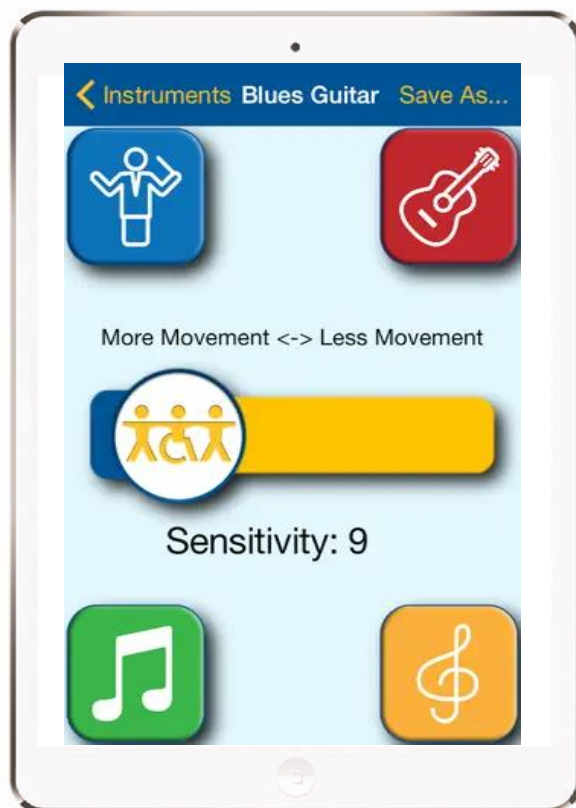 Instruments Blues Guitar Save As...
More Movement <-> Less Movement
Sensitivity: 9